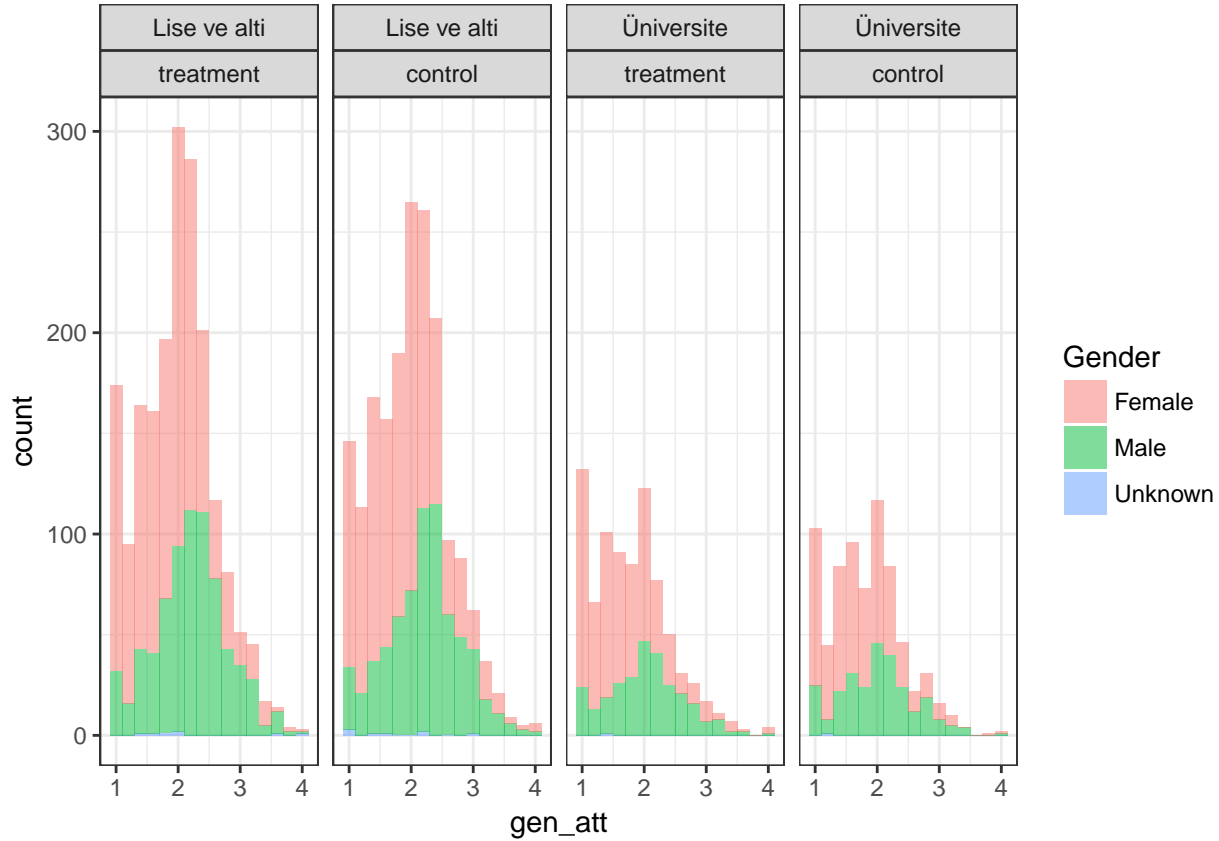 Lise ve alti Lise ve alti Üniversite Üniversite
treatment control treatment control
300
200
100
0
count
1 2 3 4 1 2 3 4 1 2 3 4 1 2 3 4
gen_att
Gender
Female
Male
Unknown